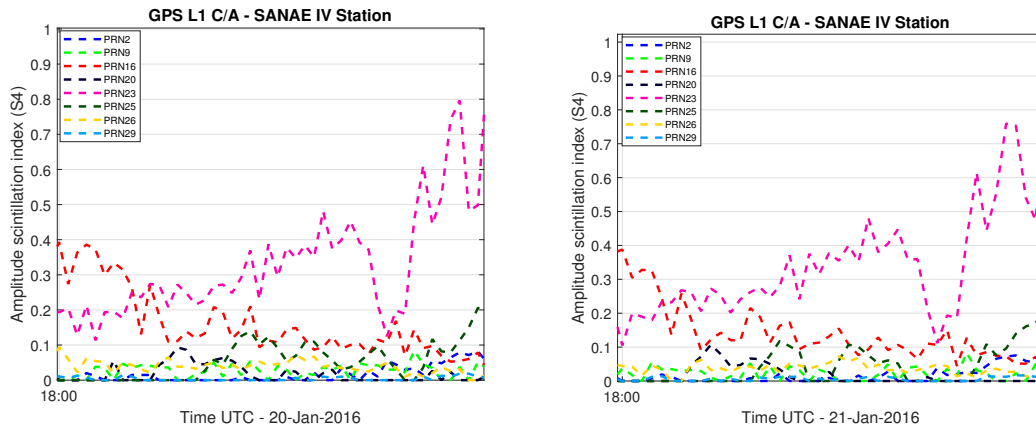 GPS L1 C/A - SANAE IV Station
Amplitude scintillation index (S4)
1
0.9
0.8
0.7
0.6
0.5
0.4
0.3
0.2
0.1
0
PRN2
PRN9
PRN16
PRN20
PRN23
PRN25
PRN26
PRN29
18:00
Time UTC - 20-Jan-2016
GPS L1 C/A - SANAE IV Station
Amplitude scintillation index (S4)
1
0.9
0.8
0.7
0.6
0.5
0.4
0.3
0.2
0.1
0
PRN2
PRN9
PRN16
PRN20
PRN23
PRN25
PRN26
PRN29
18:00
Time UTC - 21-Jan-2016